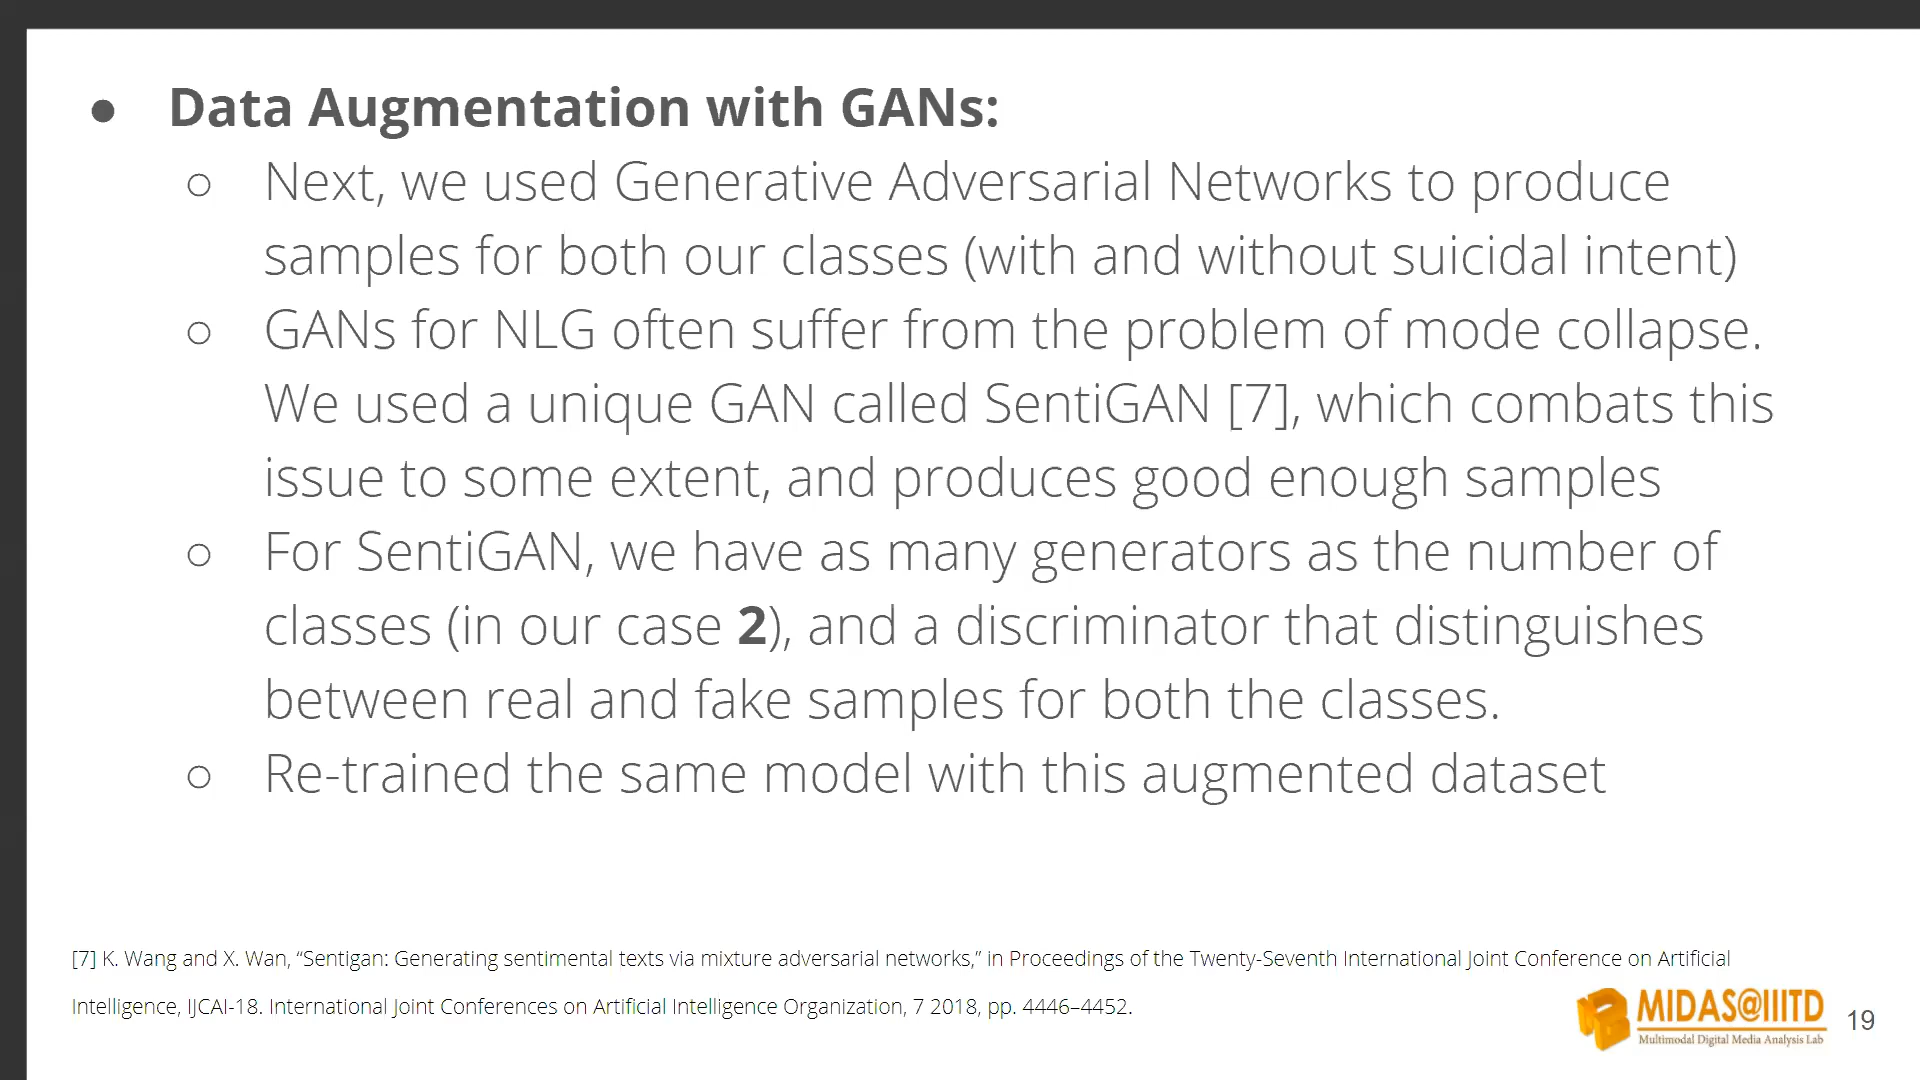 ● Data Augmentation with GANs:
○ Next, we used Generative Adversarial Networks to produce
samples for both our classes (with and without suicidal intent)
○ GANs for NLG often suffer from the problem of mode collapse.
We used a unique GAN called SentiGAN [7], which combats this
issue to some extent, and produces good enough samples
○ For SentiGAN, we have as many generators as the number of
classes (in our case 2), and a discriminator that distinguishes
between real and fake samples for both the classes.
○ Re-trained the same model with this augmented dataset
[7] K. Wang and X. Wan, “Sentigan: Generating sentimental texts via mixture adversarial networks,” in Proceedings of the Twenty-Seventh International Joint Conference on Artificial
Intelligence, IJCAI-18. International Joint Conferences on Artificial Intelligence Organization, 7 2018, pp. 4446–4452.
MIDAS@IIITD
Multimodal Digital Media Analysis Lab
19